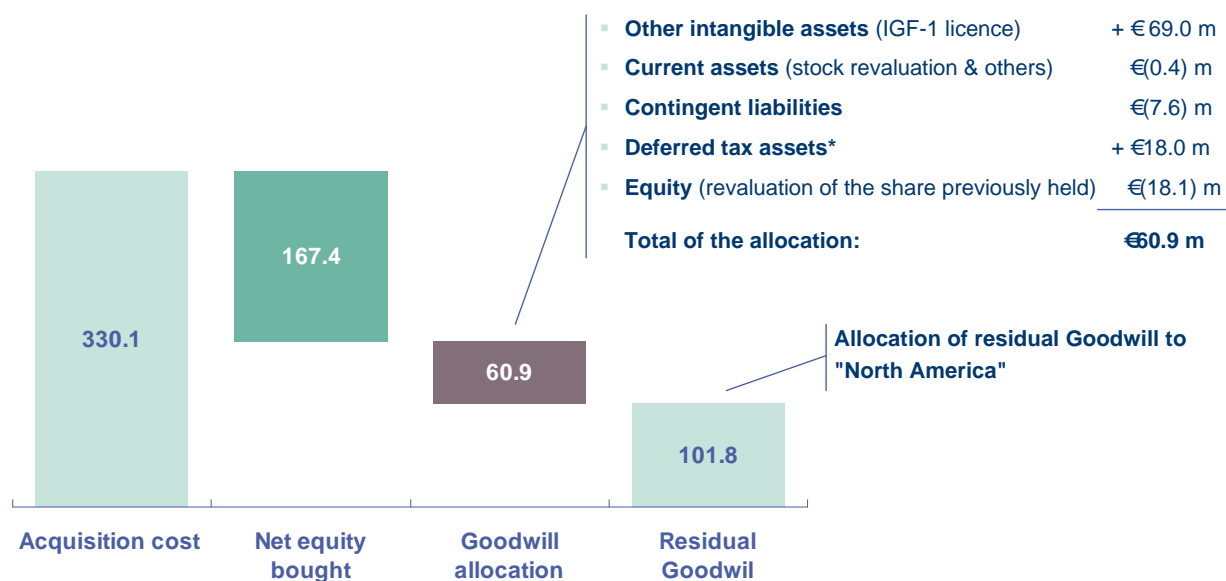 Other intangible assets (IGF-1 licence) + €69.0 m
Current assets (stock revaluation & others) €(0.4) m
Contingent liabilities €(7.6) m
Deferred tax assets* + €18.0 m
Equity (revaluation of the share previously held) €(18.1) m
Total of the allocation: €60.9 m
167.4
330.1
60.9
Allocation of residual Goodwill to
"North America"
101.8
Acquisition cost
Net equity
bought
Goodwill
allocation
Residual
Goodwil